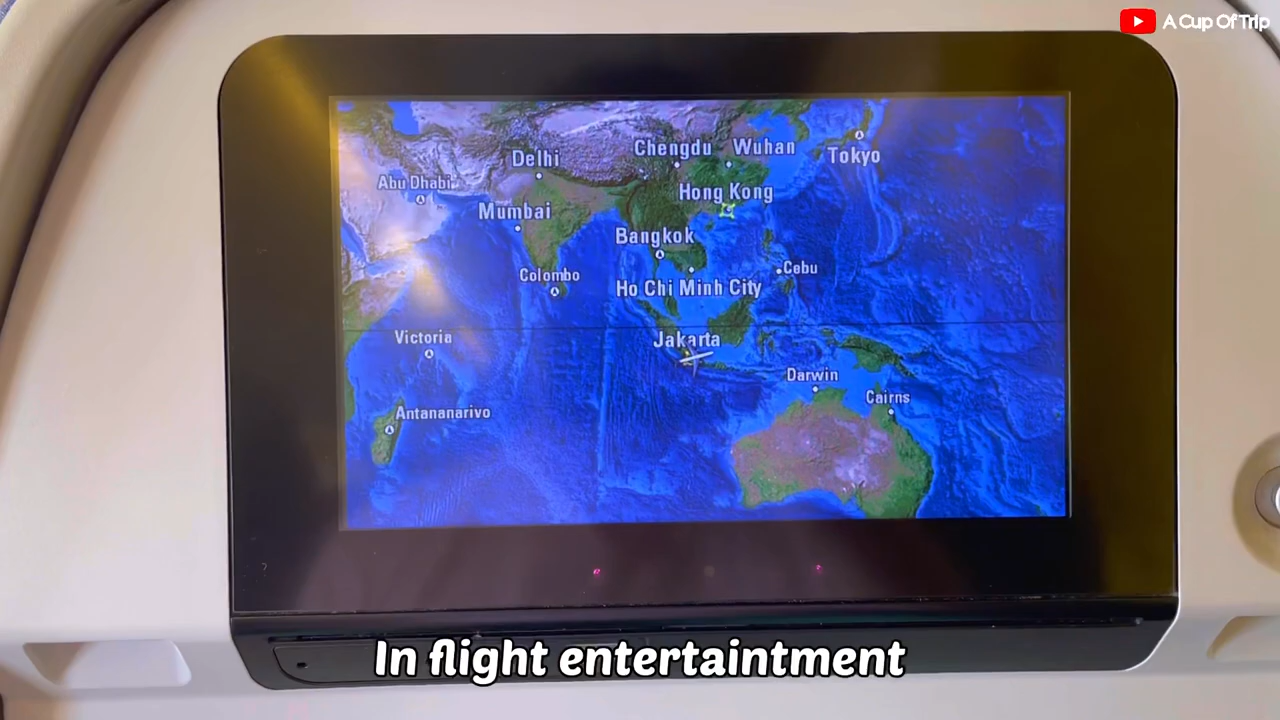 A Cup Of Trip
Chengdu
Wuhan
Delhi
Tokyo
Abu Dhabi
Hong Kong
Mumbai
Bangkok
Colombo
Cebu
Ho Chi Minh City
Victoria
Jakarta
Darwin
Cairns
Antananarivo
In flight entertaintment